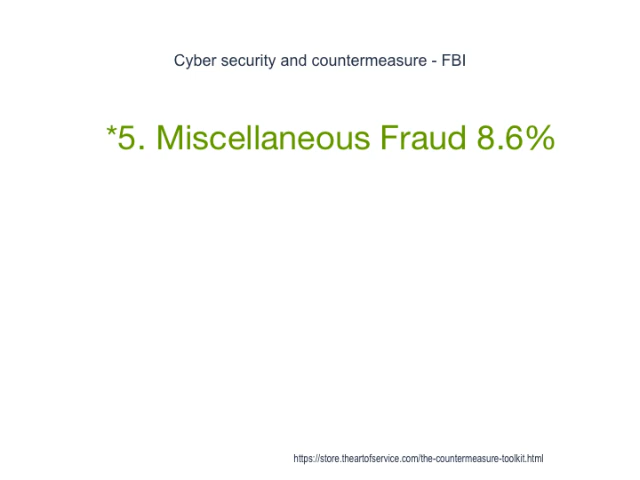 Cyber security and countermeasure - FBI
*5. Miscellaneous Fraud 8.6%
https://store.theartofservice.com/the-countermeasure-toolkit.html